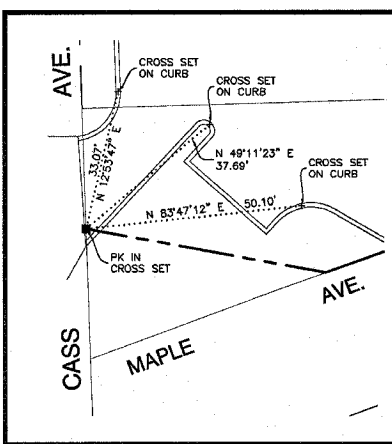 AVE.
CROSS SET
ON CURB
CROSS SET
ON CURB
33.07'
N 12°53'47" E
N 49°11'23" E
37.69'
CROSS SET
ON CURB
N 83°47'12" E 50.10'
PK IN
CROSS SET
AVE.
MAPLE
CASS